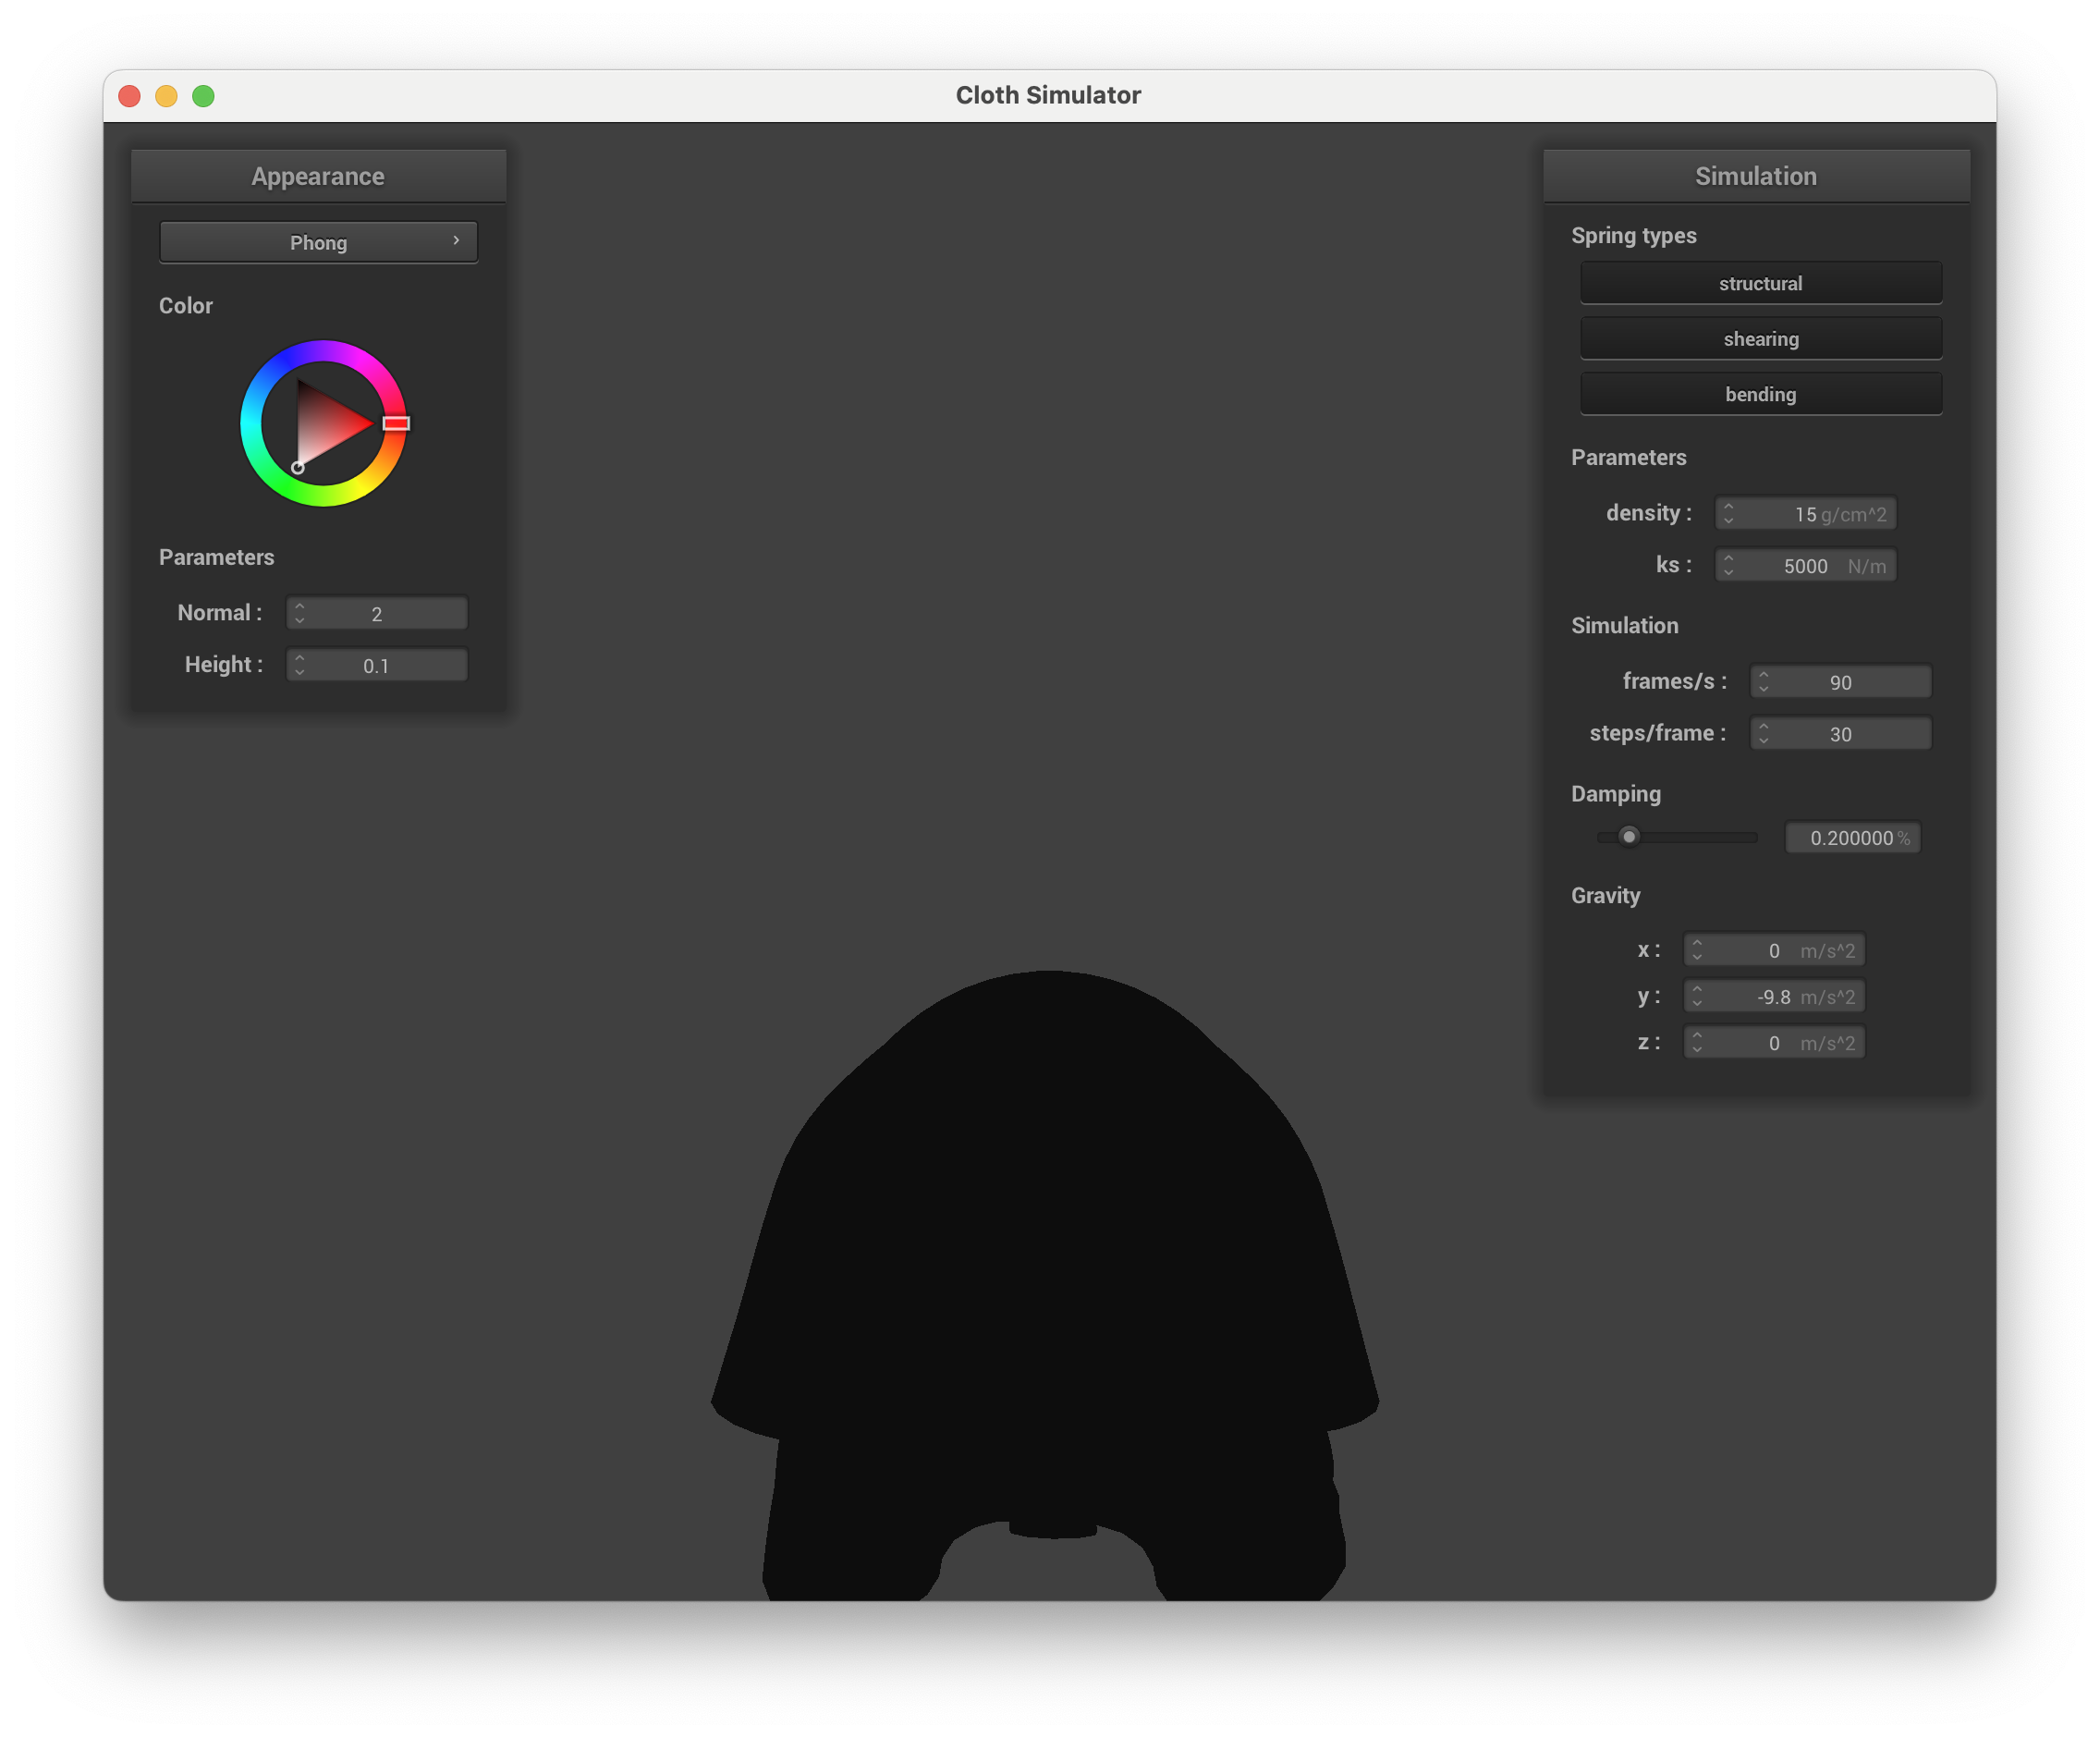 Cloth Simulator
Appearance
Phong
Color
Parameters
Normal : 2
Height : 0.1
Simulation
Spring types
structural
shearing
bending
Parameters
density : 15 g/cm^2
ks : 5000 N/m
Simulation
frames/s : 90
steps/frame : 30
Damping
0.200000 %
Gravity
x : 0 m/s^2
y : -9.8 m/s^2
z : 0 m/s^2